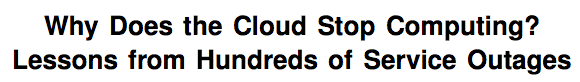 Why Does the Cloud Stop Computing?
Lessons from Hundreds of Service Outages